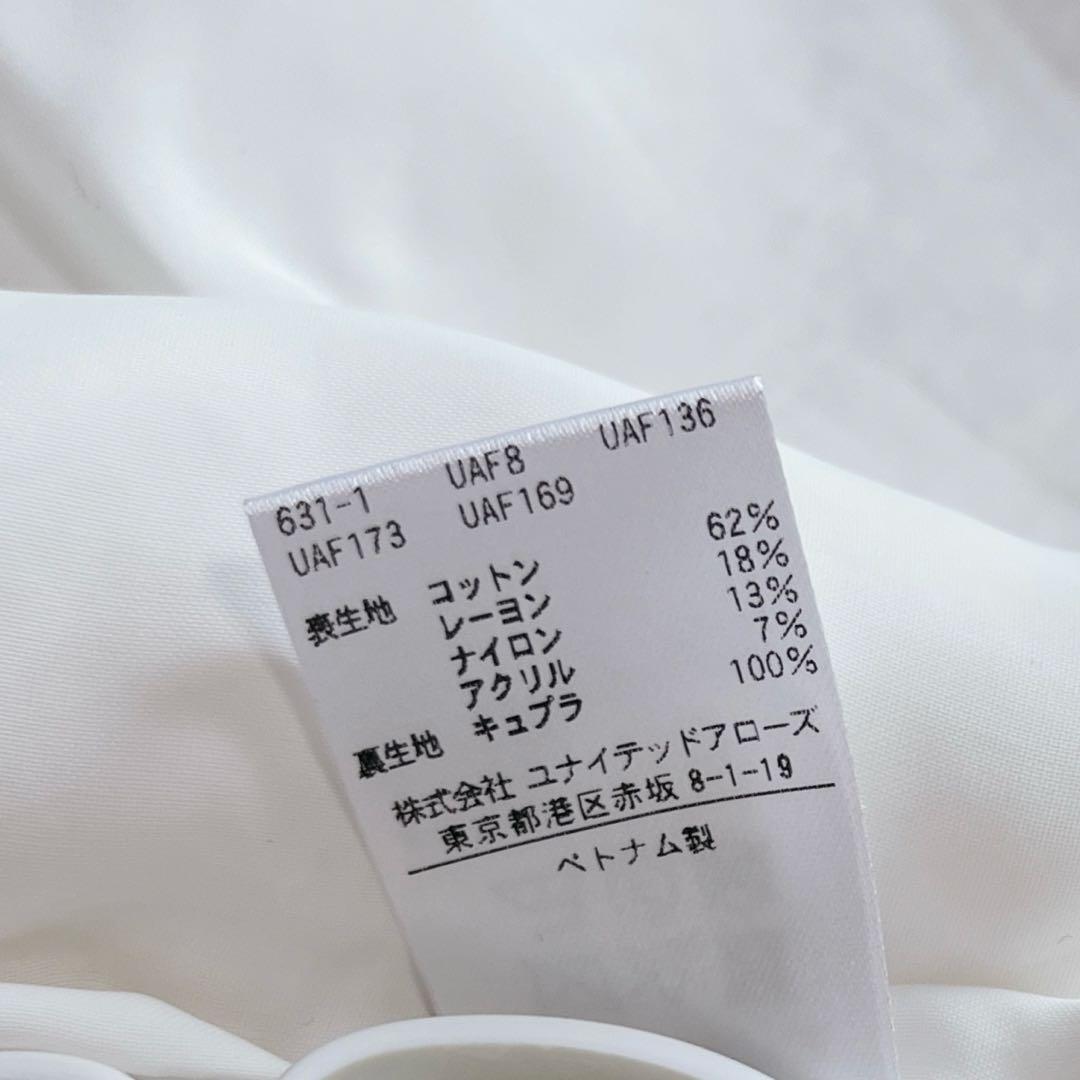 631-1 UAF8 UAF136
UAF173 UAF169
表生地 コットン 62%
レーヨン 18%
ナイロン 13%
アクリル 7%
裏生地 キュプラ 100%
株式会社 ユナイテッドアローズ
東京都港区赤坂 8-1-19
ベトナム製